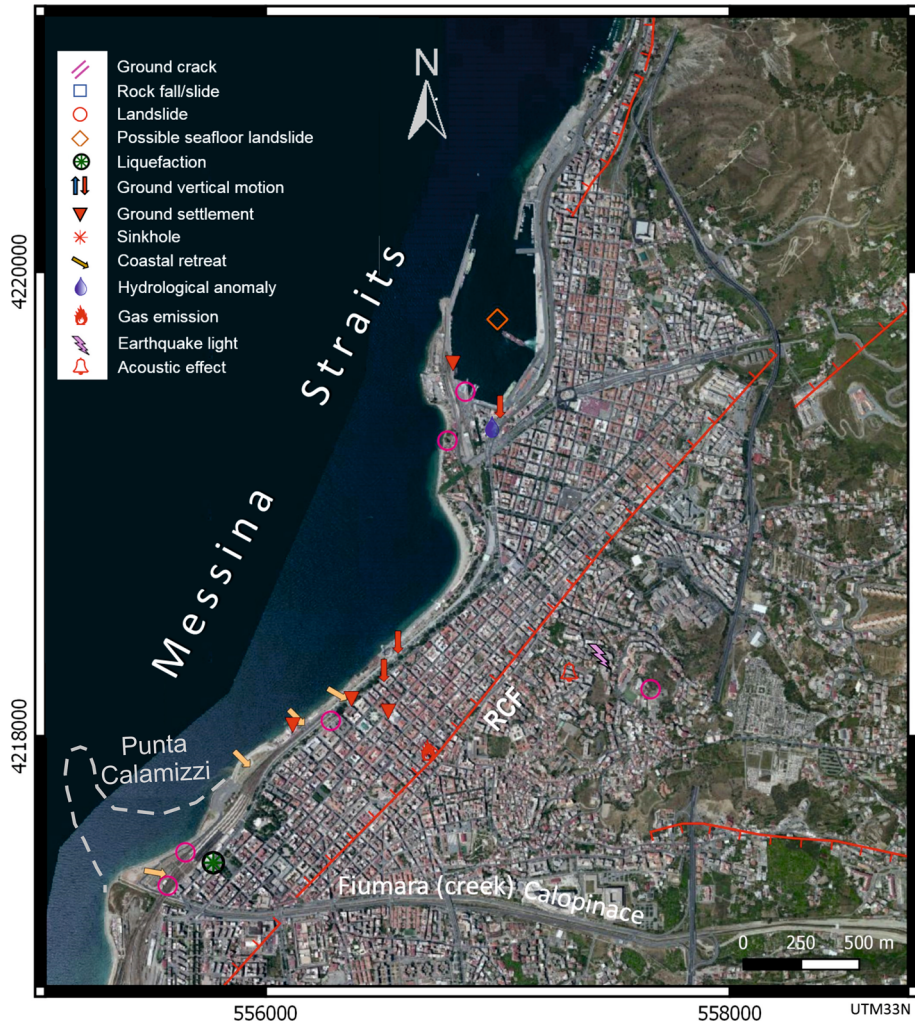 N
Ground crack
Rock fall/slide
Landslide
Possible seafloor landslide
Liquefaction
Ground vertical motion
Ground settlement
Sinkhole
Coastal retreat
Hydrological anomaly
Gas emission
Earthquake light
Acoustic effect
4220000
Messina Straits
RCF
4218000
Punta
Calamizzi
Fiumara (creek) Calopinace
0 250 500 m
556000
558000
UTM33N